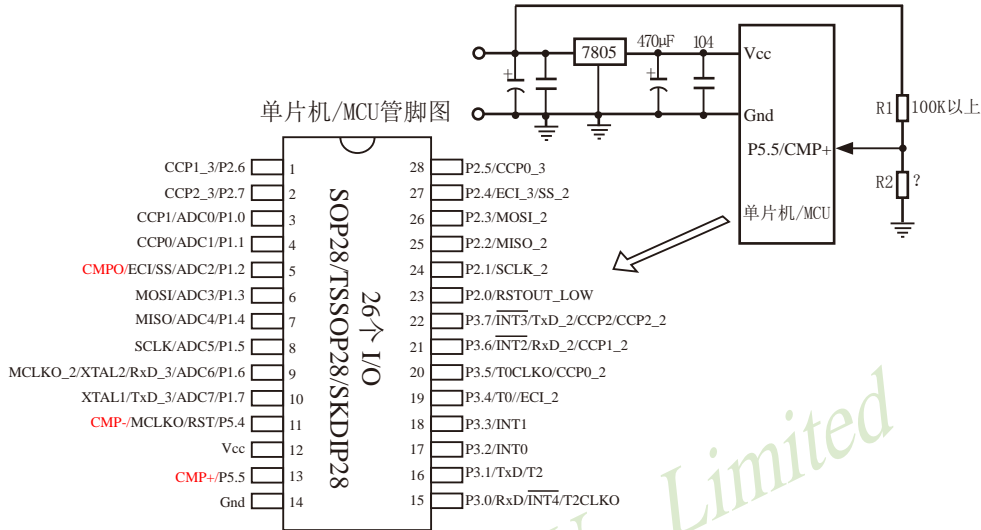 7805
470μF
104
Vcc
Gnd
P5.5/CMP+
单片机/MCU
R1
100K以上
R2
?
单片机/MCU管脚图
SOP28/TSSOP28/SKDIP28
26个 I/O
CCP1_3/P2.6 1
CCP2_3/P2.7 2
CCP1/ADC0/P1.0 3
CCP0/ADC1/P1.1 4
CMPO/ECI/SS/ADC2/P1.2 5
MOSI/ADC3/P1.3 6
MISO/ADC4/P1.4 7
SCLK/ADC5/P1.5 8
MCLKO_2/XTAL2/RxD_3/ADC6/P1.6 9
XTAL1/TxD_3/ADC7/P1.7 10
CMP-/MCLKO/RST/P5.4 11
Vcc 12
CMP+/P5.5 13
Gnd 14
28 P2.5/CCP0_3
27 P2.4/ECI_3/SS_2
26 P2.3/MOSI_2
25 P2.2/MISO_2
24 P2.1/SCLK_2
23 P2.0/RSTOUT_LOW
22 P3.7/INT3/TxD_2/CCP2/CCP2_2
21 P3.6/INT2/RxD_2/CCP1_2
20 P3.5/T0CLKO/CCP0_2
19 P3.4/T0//ECI_2
18 P3.3/INT1
17 P3.2/INT0
16 P3.1/TxD/T2
15 P3.0/RxD/INT4/T2CLKO
Limited